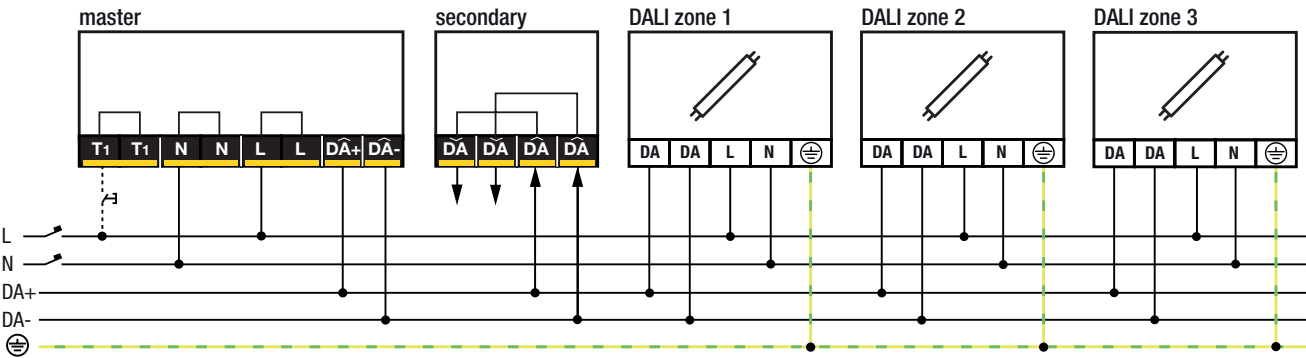 master secondary DALI zone 1 DALI zone 2 DALI zone 3
T1 T1 N N L L DA+ DA- DA DA DA DA DA DA L N DA DA L N DA DA L N
L
N
DA+
DA-